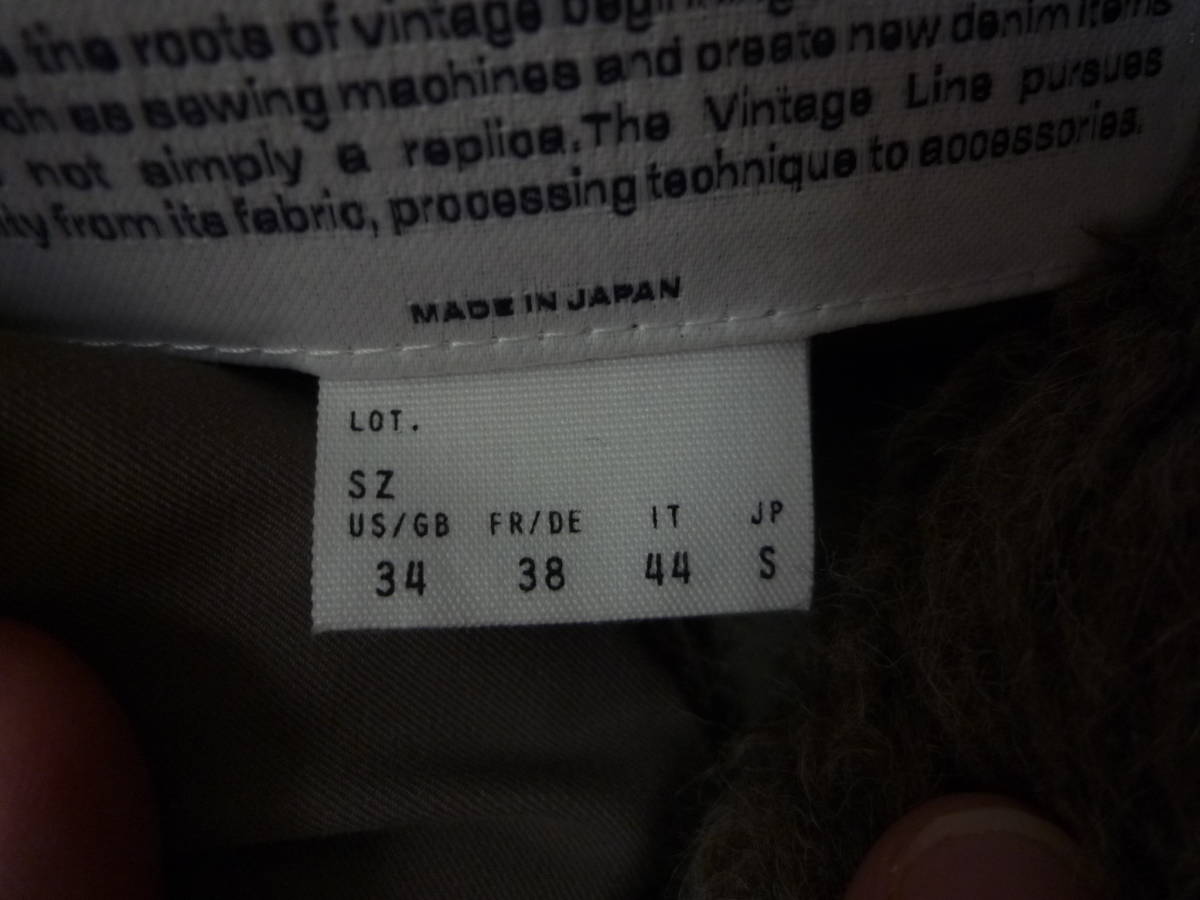 the roots of vintage beginning
as sewing machines and create new denim items
not simply a replica.The Vintage Line pursues
from its fabric, processing technique to accessories.
MADE IN JAPAN
LOT.
SZ
US/GB FR/DE IT JP
34 38 44 S